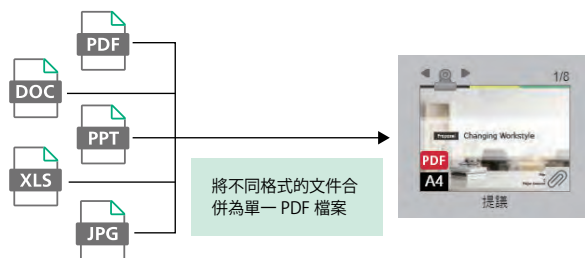 PDF
DOC
PPT
XLS
JPG
將不同格式的文件合
併為單一 PDF 檔案
1/8
Proposal Changing Workstyle
PDF
A4
提議